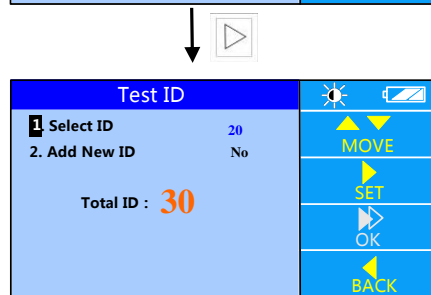 Test ID
1. Select ID 20
2. Add New ID No
Total ID : 30
MOVE
SET
OK
BACK